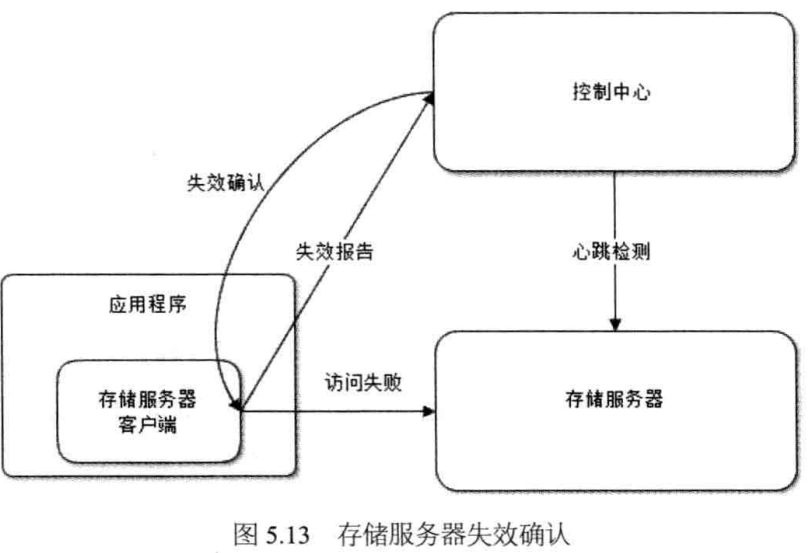 控制中心
失效确认
失效报告
心跳检测
应用程序
访问失败
存储服务器
客户端
存储服务器
图 5.13 存储服务器失效确认